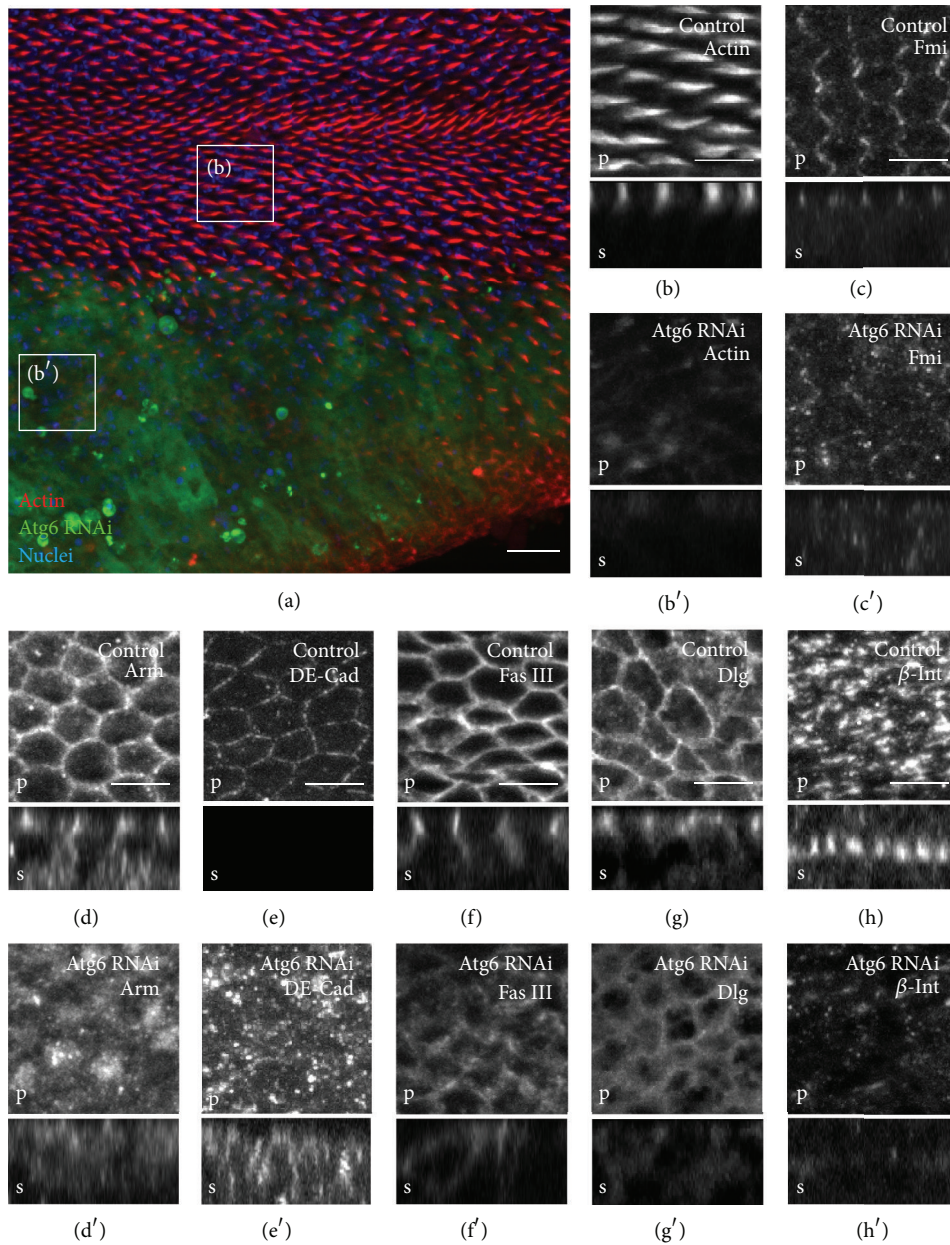 (b)
(b′)
Actin
Atg6 RNAi
Nuclei
(a)
Control
Actin
p
s
(b)
Control
Fmi
p
s
(c)
Atg6 RNAi
Actin
p
s
(b′)
Atg6 RNAi
Fmi
p
s
(c′)
Control
Arm
p
s
(d)
Control
DE-Cad
p
s
(e)
Control
Fas III
p
s
(f)
Control
Dlg
p
s
(g)
Control
β-Int
p
s
(h)
Atg6 RNAi
Arm
p
s
(d′)
Atg6 RNAi
DE-Cad
p
s
(e′)
Atg6 RNAi
Fas III
p
s
(f′)
Atg6 RNAi
Dlg
p
s
(g′)
Atg6 RNAi
β-Int
p
s
(h′)